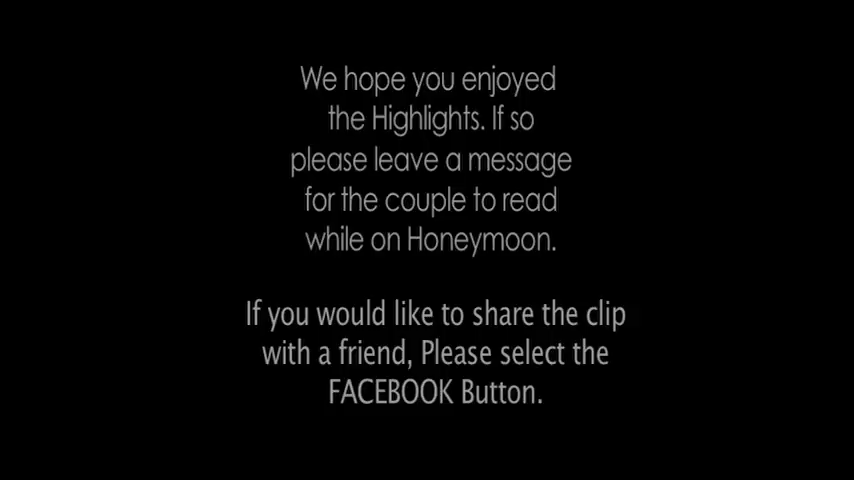 We hope you enjoyed
the Highlights. If so
please leave a message
for the couple to read
while on Honeymoon.
If you would like to share the clip
with a friend, Please select the
FACEBOOK Button.